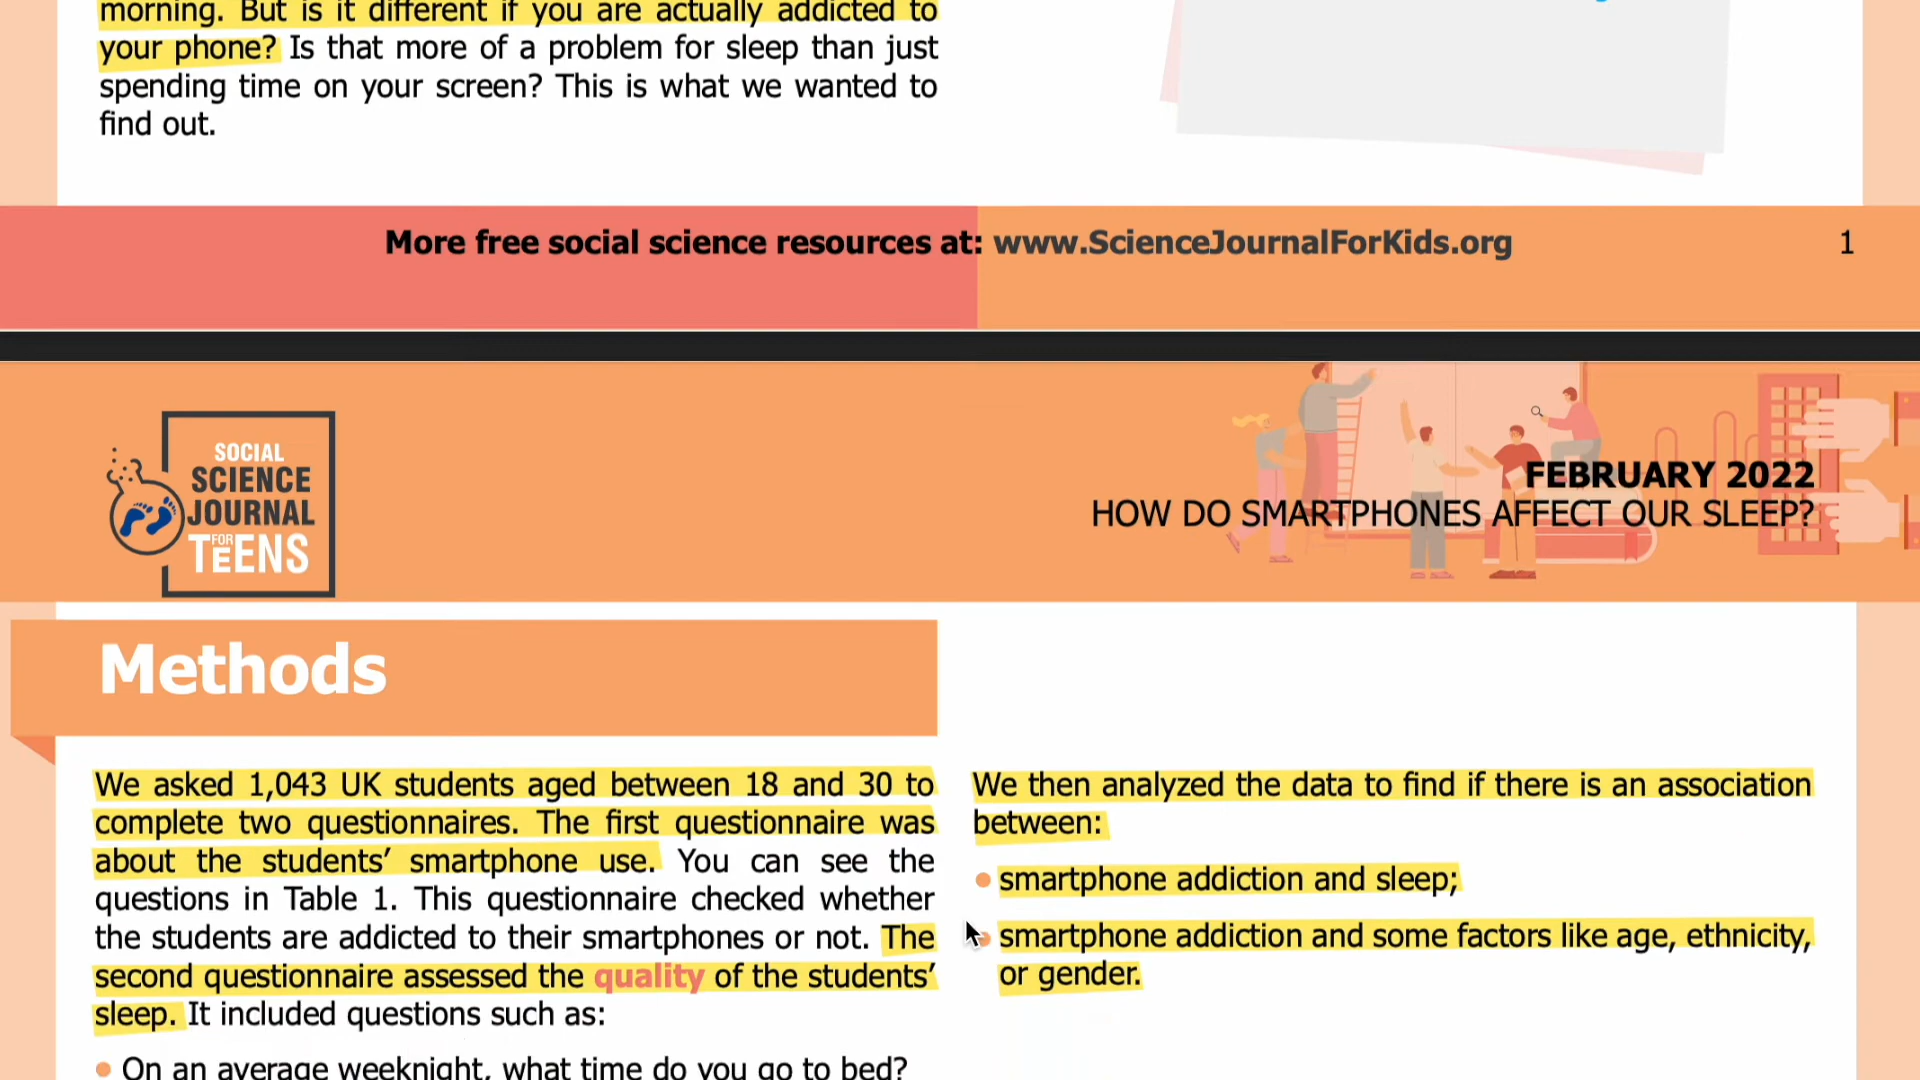 morning. But is it different if you are actually addicted to
your phone? Is that more of a problem for sleep than just
spending time on your screen? This is what we wanted to
find out.
More free social science resources at: www.ScienceJournalForKids.org
1
SOCIAL
SCIENCE
JOURNAL
FOR
TEENS
FEBRUARY 2022
HOW DO SMARTPHONES AFFECT OUR SLEEP?
Methods
We asked 1,043 UK students aged between 18 and 30 to
complete two questionnaires. The first questionnaire was
about the students’ smartphone use. You can see the
questions in Table 1. This questionnaire checked whether
the students are addicted to their smartphones or not. The
second questionnaire assessed the quality of the students’
sleep. It included questions such as:
• On an average weeknight, what time do you go to bed?
We then analyzed the data to find if there is an association
between:
• smartphone addiction and sleep;
• smartphone addiction and some factors like age, ethnicity,
or gender.